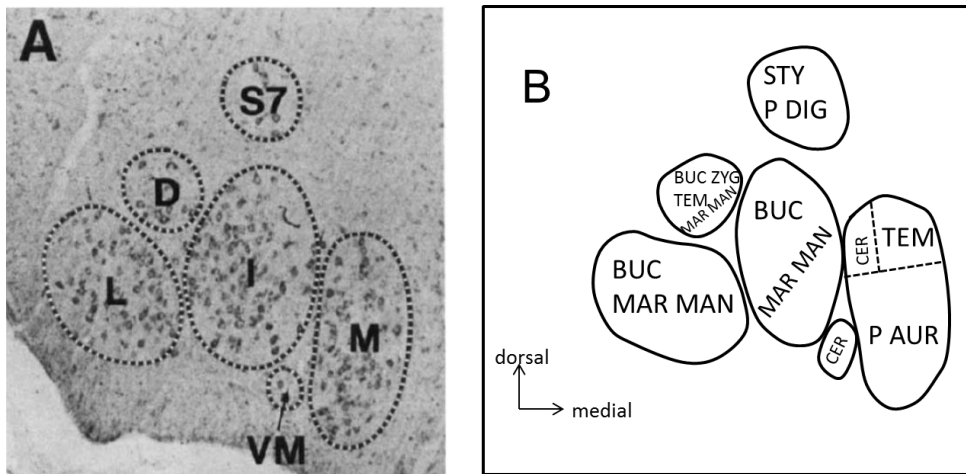 A
S7
D
L
I
M
VM
B
STY
P DIG
BUC ZYG
TEM
MAR MAN
BUC
MAR MAN
BUC
MAR MAN
CER
TEM
P AUR
CER
dorsal
medial